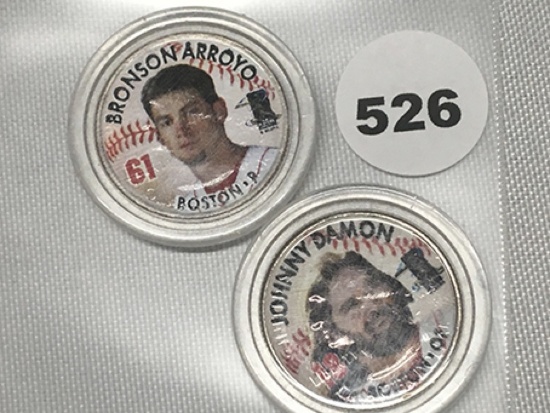 BRONSON ARROYO
61
BOSTON • P
526
JOHNNY DAMON